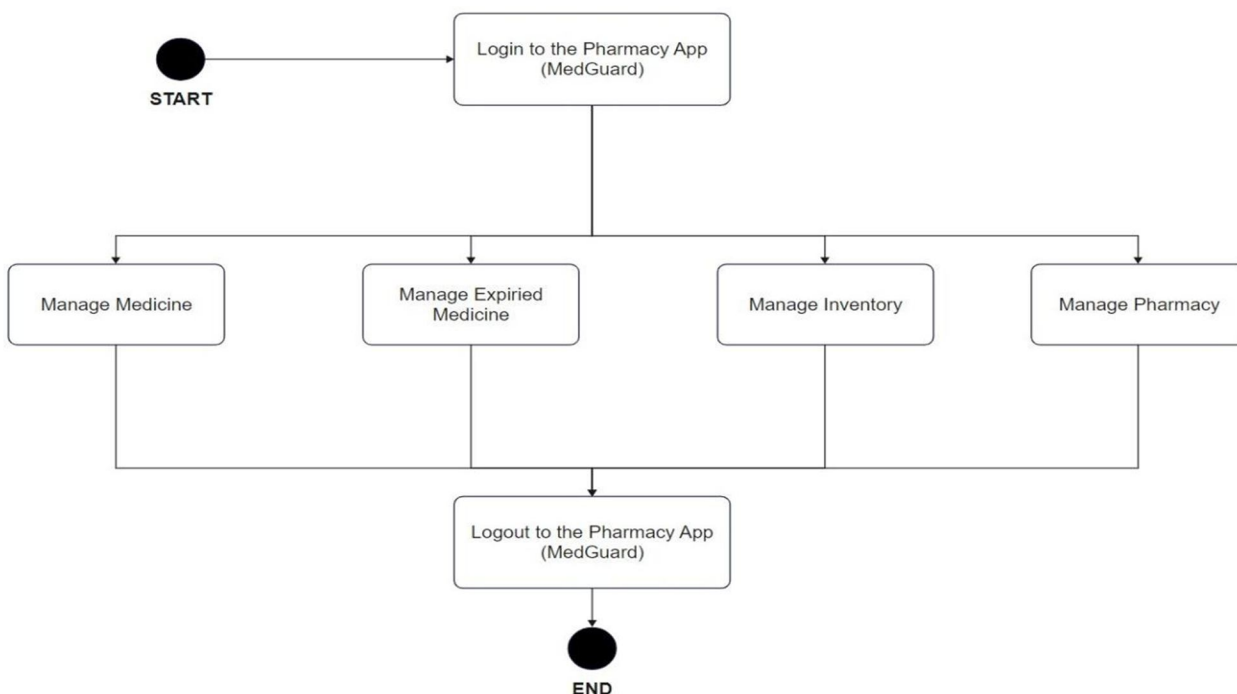 Login to the Pharmacy App
(MedGuard)
START
Manage Medicine
Manage Expiried
Medicine
Manage Inventory
Manage Pharmacy
Logout to the Pharmacy App
(MedGuard)
END